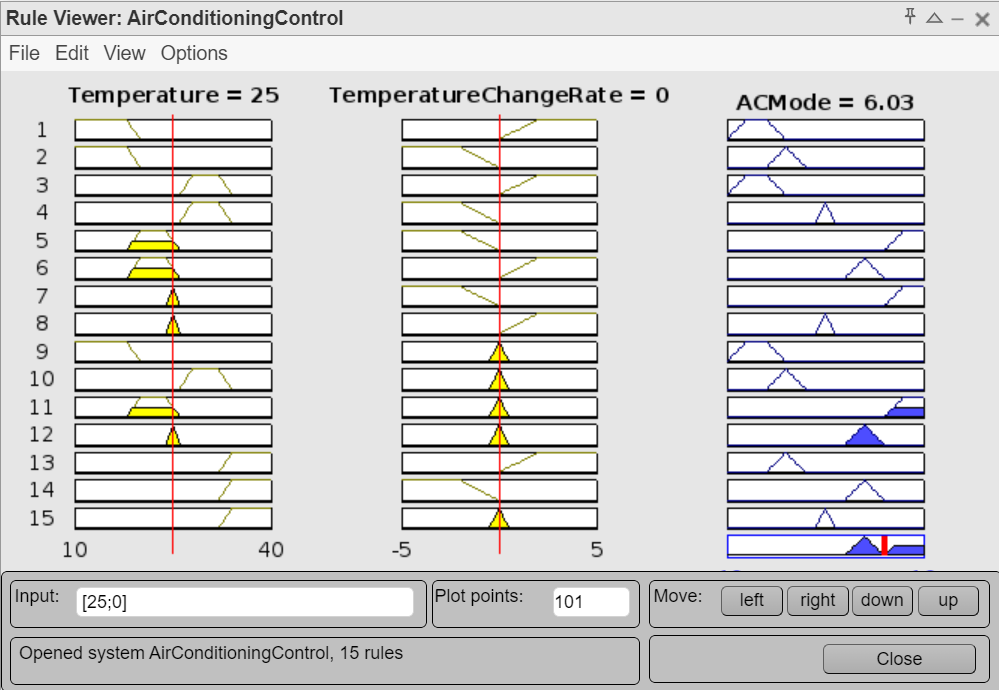 Rule Viewer: AirConditioningControl
File Edit View Options
Temperature = 25 TemperatureChangeRate = 0 ACMode = 6.03
1
2
3
4
5
6
7
8
9
10
11
12
13
14
15
10 40 -5 5
Input: [25;0] Plot points: 101 Move: left right down up
Opened system AirConditioningControl, 15 rules Close